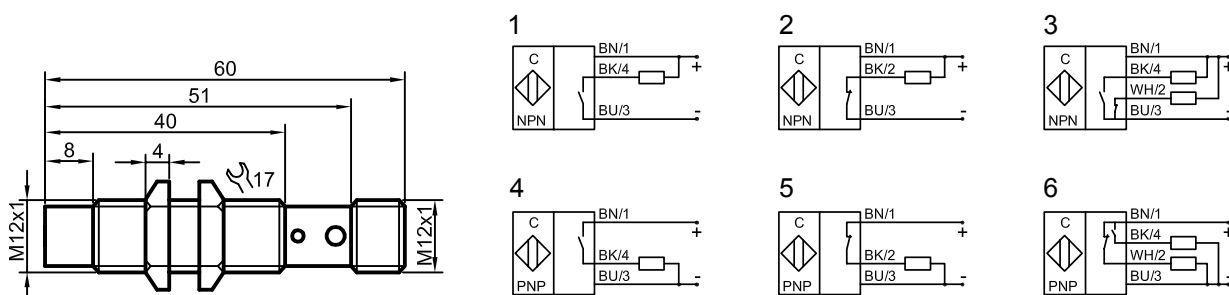 60
51
40
8
4
17
M12x1
M12x1
1
C
NPN
BN/1
BK/4
BU/3
+
-
2
C
NPN
BN/1
BK/2
BU/3
+
-
3
C
NPN
BN/1
BK/4
WH/2
BU/3
+
-
4
C
PNP
BN/1
BK/4
BU/3
+
-
5
C
PNP
BN/1
BK/2
BU/3
+
-
6
C
PNP
BN/1
BK/4
WH/2
BU/3
+
-